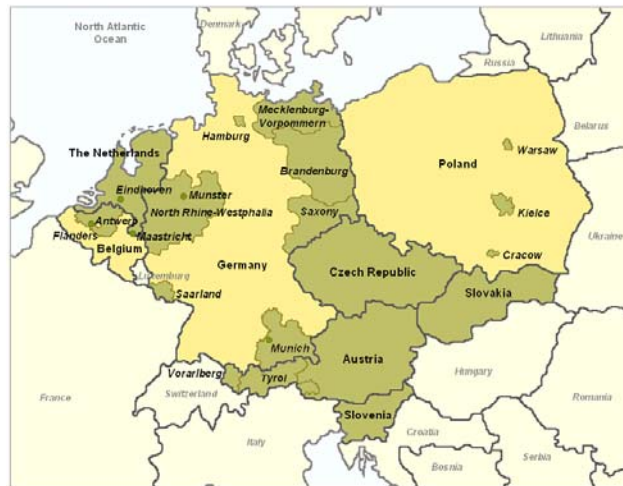 North Atlantic
Ocean
Denmark
Lithuania
Russia
Mecklenburg-
Vorpommern
Hamburg
Belarus
The Netherlands
Warsaw
Poland
Brandenburg
Eindhoven
Munster
North Rhine-Westphalia
Saxony
Kielce
Antwerp
Flanders
Maastricht
Belgium
Ukraine
Cracow
Germany
Czech Republic
Luxemburg
Slovakia
Saarland
Munich
Austria
Vorarlberg
Tyrol
Hungary
Switzerland
France
Romania
Slovenia
Croatia
Italy
Serbia
Bosnia